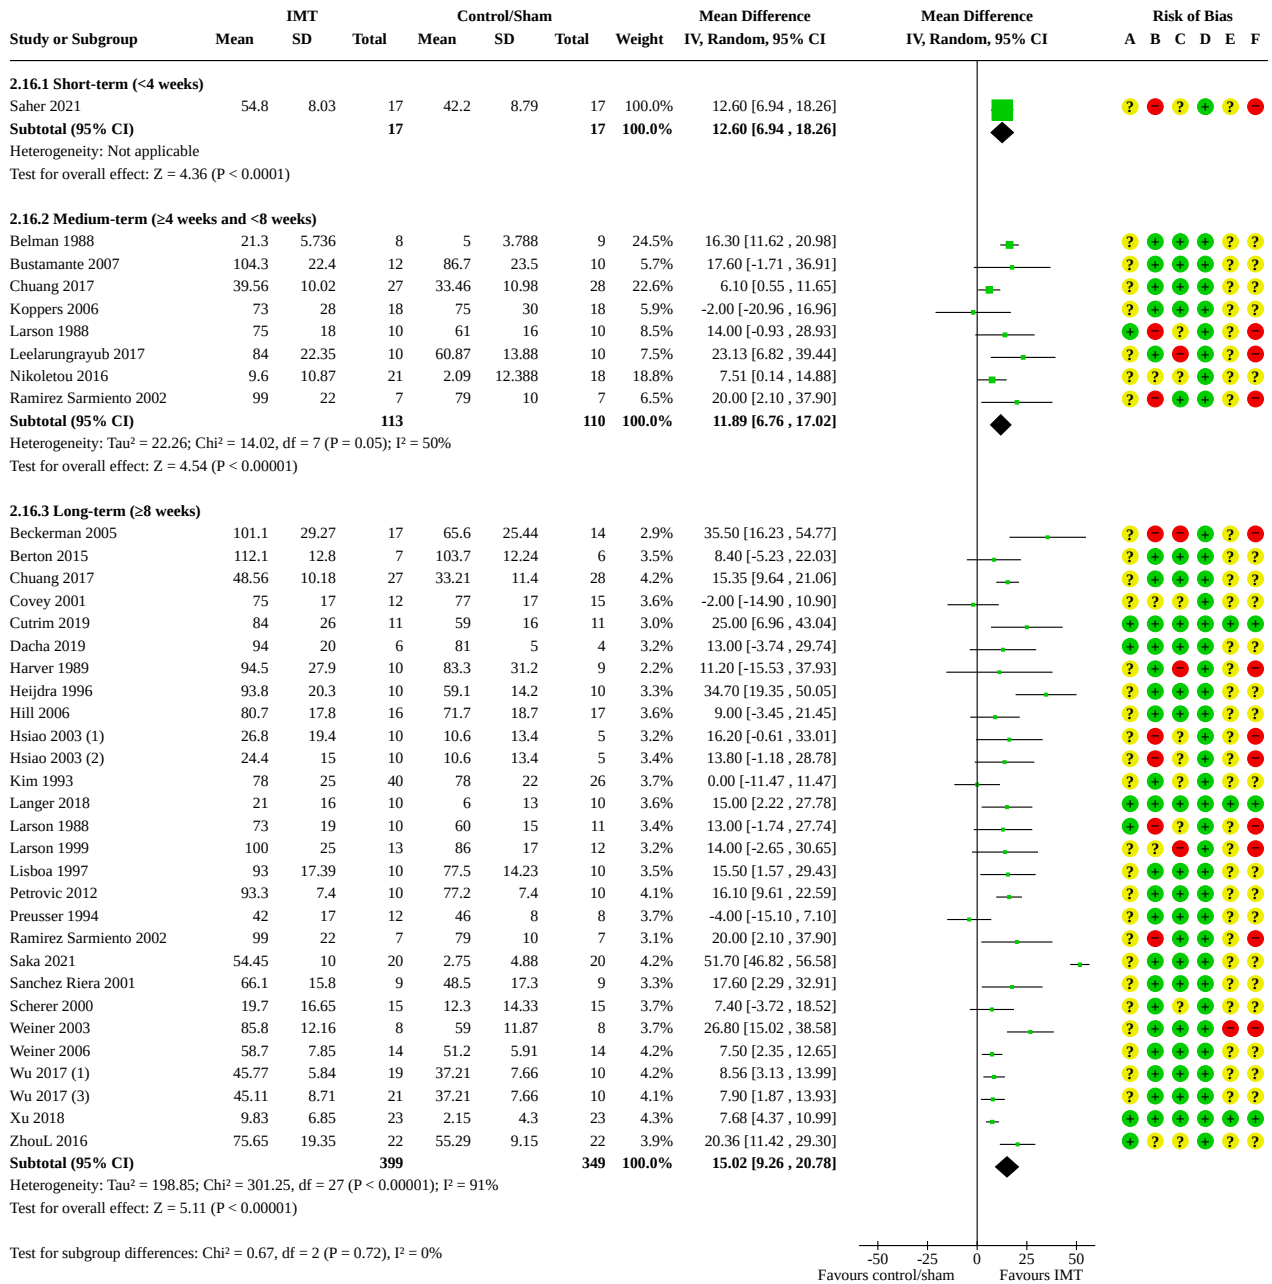 IMT Control/Sham Mean Difference Mean Difference Risk of Bias
Study or Subgroup Mean SD Total Mean SD Total Weight IV, Random, 95% CI IV, Random, 95% CI A B C D E F
2.16.1 Short-term (<4 weeks)
Saher 2021 54.8 8.03 17 42.2 8.79 17 100.0% 12.60 [6.94 , 18.26] ? − ? + ? −
Subtotal (95% CI) 17 17 100.0% 12.60 [6.94 , 18.26]
Heterogeneity: Not applicable
Test for overall effect: Z = 4.36 (P < 0.0001)
2.16.2 Medium-term (≥4 weeks and <8 weeks)
Belman 1988 21.3 5.736 8 5 3.788 9 24.5% 16.30 [11.62 , 20.98] ? + + + ? ?
Bustamante 2007 104.3 22.4 12 86.7 23.5 10 5.7% 17.60 [-1.71 , 36.91] ? + + + ? ?
Chuang 2017 39.56 10.02 27 33.46 10.98 28 22.6% 6.10 [0.55 , 11.65] ? + + + ? ?
Koppers 2006 73 28 18 75 30 18 5.9% -2.00 [-20.96 , 16.96] ? + + + ? ?
Larson 1988 75 18 10 61 16 10 8.5% 14.00 [-0.93 , 28.93] + − ? + ? −
Leelarungrayub 2017 84 22.35 10 60.87 13.88 10 7.5% 23.13 [6.82 , 39.44] ? + − + ? −
Nikoletou 2016 9.6 10.87 21 2.09 12.388 18 18.8% 7.51 [0.14 , 14.88] ? ? ? + ? ?
Ramirez Sarmiento 2002 99 22 7 79 10 7 6.5% 20.00 [2.10 , 37.90] ? − + + ? −
Subtotal (95% CI) 113 110 100.0% 11.89 [6.76 , 17.02]
Heterogeneity: Tau² = 22.26; Chi² = 14.02, df = 7 (P = 0.05); I² = 50%
Test for overall effect: Z = 4.54 (P < 0.00001)
2.16.3 Long-term (≥8 weeks)
Beckerman 2005 101.1 29.27 17 65.6 25.44 14 2.9% 35.50 [16.23 , 54.77] ? − − + ? −
Berton 2015 112.1 12.8 7 103.7 12.24 6 3.5% 8.40 [-5.23 , 22.03] ? + + + ? ?
Chuang 2017 48.56 10.18 27 33.21 11.4 28 4.2% 15.35 [9.64 , 21.06] ? + + + ? ?
Covey 2001 75 17 12 77 17 15 3.6% -2.00 [-14.90 , 10.90] ? ? ? + ? ?
Cutrim 2019 84 26 11 59 16 11 3.0% 25.00 [6.96 , 43.04] + + + + + +
Dacha 2019 94 20 6 81 5 4 3.2% 13.00 [-3.74 , 29.74] + + + + ? ?
Harver 1989 94.5 27.9 10 83.3 31.2 9 2.2% 11.20 [-15.53 , 37.93] ? + − + ? −
Heijdra 1996 93.8 20.3 10 59.1 14.2 10 3.3% 34.70 [19.35 , 50.05] ? + + + ? ?
Hill 2006 80.7 17.8 16 71.7 18.7 17 3.6% 9.00 [-3.45 , 21.45] ? + + + ? ?
Hsiao 2003 (1) 26.8 19.4 10 10.6 13.4 5 3.2% 16.20 [-0.61 , 33.01] ? − ? + ? −
Hsiao 2003 (2) 24.4 15 10 10.6 13.4 5 3.4% 13.80 [-1.18 , 28.78] ? − ? + ? −
Kim 1993 78 25 40 78 22 26 3.7% 0.00 [-11.47 , 11.47] ? + ? + ? ?
Langer 2018 21 16 10 6 13 10 3.6% 15.00 [2.22 , 27.78] + + + + + +
Larson 1988 73 19 10 60 15 11 3.4% 13.00 [-1.74 , 27.74] + − ? + ? −
Larson 1999 100 25 13 86 17 12 3.2% 14.00 [-2.65 , 30.65] ? ? − + ? −
Lisboa 1997 93 17.39 10 77.5 14.23 10 3.5% 15.50 [1.57 , 29.43] ? + + + ? ?
Petrovic 2012 93.3 7.4 10 77.2 7.4 10 4.1% 16.10 [9.61 , 22.59] ? + + + ? ?
Preusser 1994 42 17 12 46 8 8 3.7% -4.00 [-15.10 , 7.10] ? + + + ? ?
Ramirez Sarmiento 2002 99 22 7 79 10 7 3.1% 20.00 [2.10 , 37.90] ? − + + ? −
Saka 2021 54.45 10 20 2.75 4.88 20 4.2% 51.70 [46.82 , 56.58] ? + + + ? ?
Sanchez Riera 2001 66.1 15.8 9 48.5 17.3 9 3.4% 17.60 [2.29 , 32.91] ? + + + ? ?
Scherer 2000 19.7 16.65 15 12.3 14.33 15 3.7% 7.40 [-3.72 , 18.52] ? + ? + ? ?
Weiner 2003 85.8 12.16 8 59 11.87 8 3.7% 26.80 [15.02 , 38.58] ? + + + − −
Weiner 2006 58.7 7.85 14 51.2 5.91 14 4.2% 7.50 [2.35 , 12.65] ? + + + ? ?
Wu 2017 (1) 45.77 5.84 19 37.21 7.66 10 4.2% 8.56 [3.13 , 13.99] ? + + + ? ?
Wu 2017 (3) 45.11 8.71 21 37.21 7.66 10 4.2% 7.90 [1.87 , 13.93] ? + + + ? ?
Xu 2018 9.83 6.85 23 2.15 4.3 23 4.3% 7.68 [4.37 , 10.99] + + + + + +
ZhouL 2016 75.65 19.35 22 55.29 9.15 22 3.9% 20.36 [11.42 , 29.30] + ? ? + ? ?
Subtotal (95% CI) 399 349 100.0% 15.02 [9.26 , 20.78]
Heterogeneity: Tau² = 198.85; Chi² = 301.25, df = 27 (P < 0.00001); I² = 91%
Test for overall effect: Z = 5.11 (P < 0.00001)
Test for subgroup differences: Chi² = 0.67, df = 2 (P = 0.72), I² = 0%
-50 -25 0 25 50
Favours control/sham Favours IMT